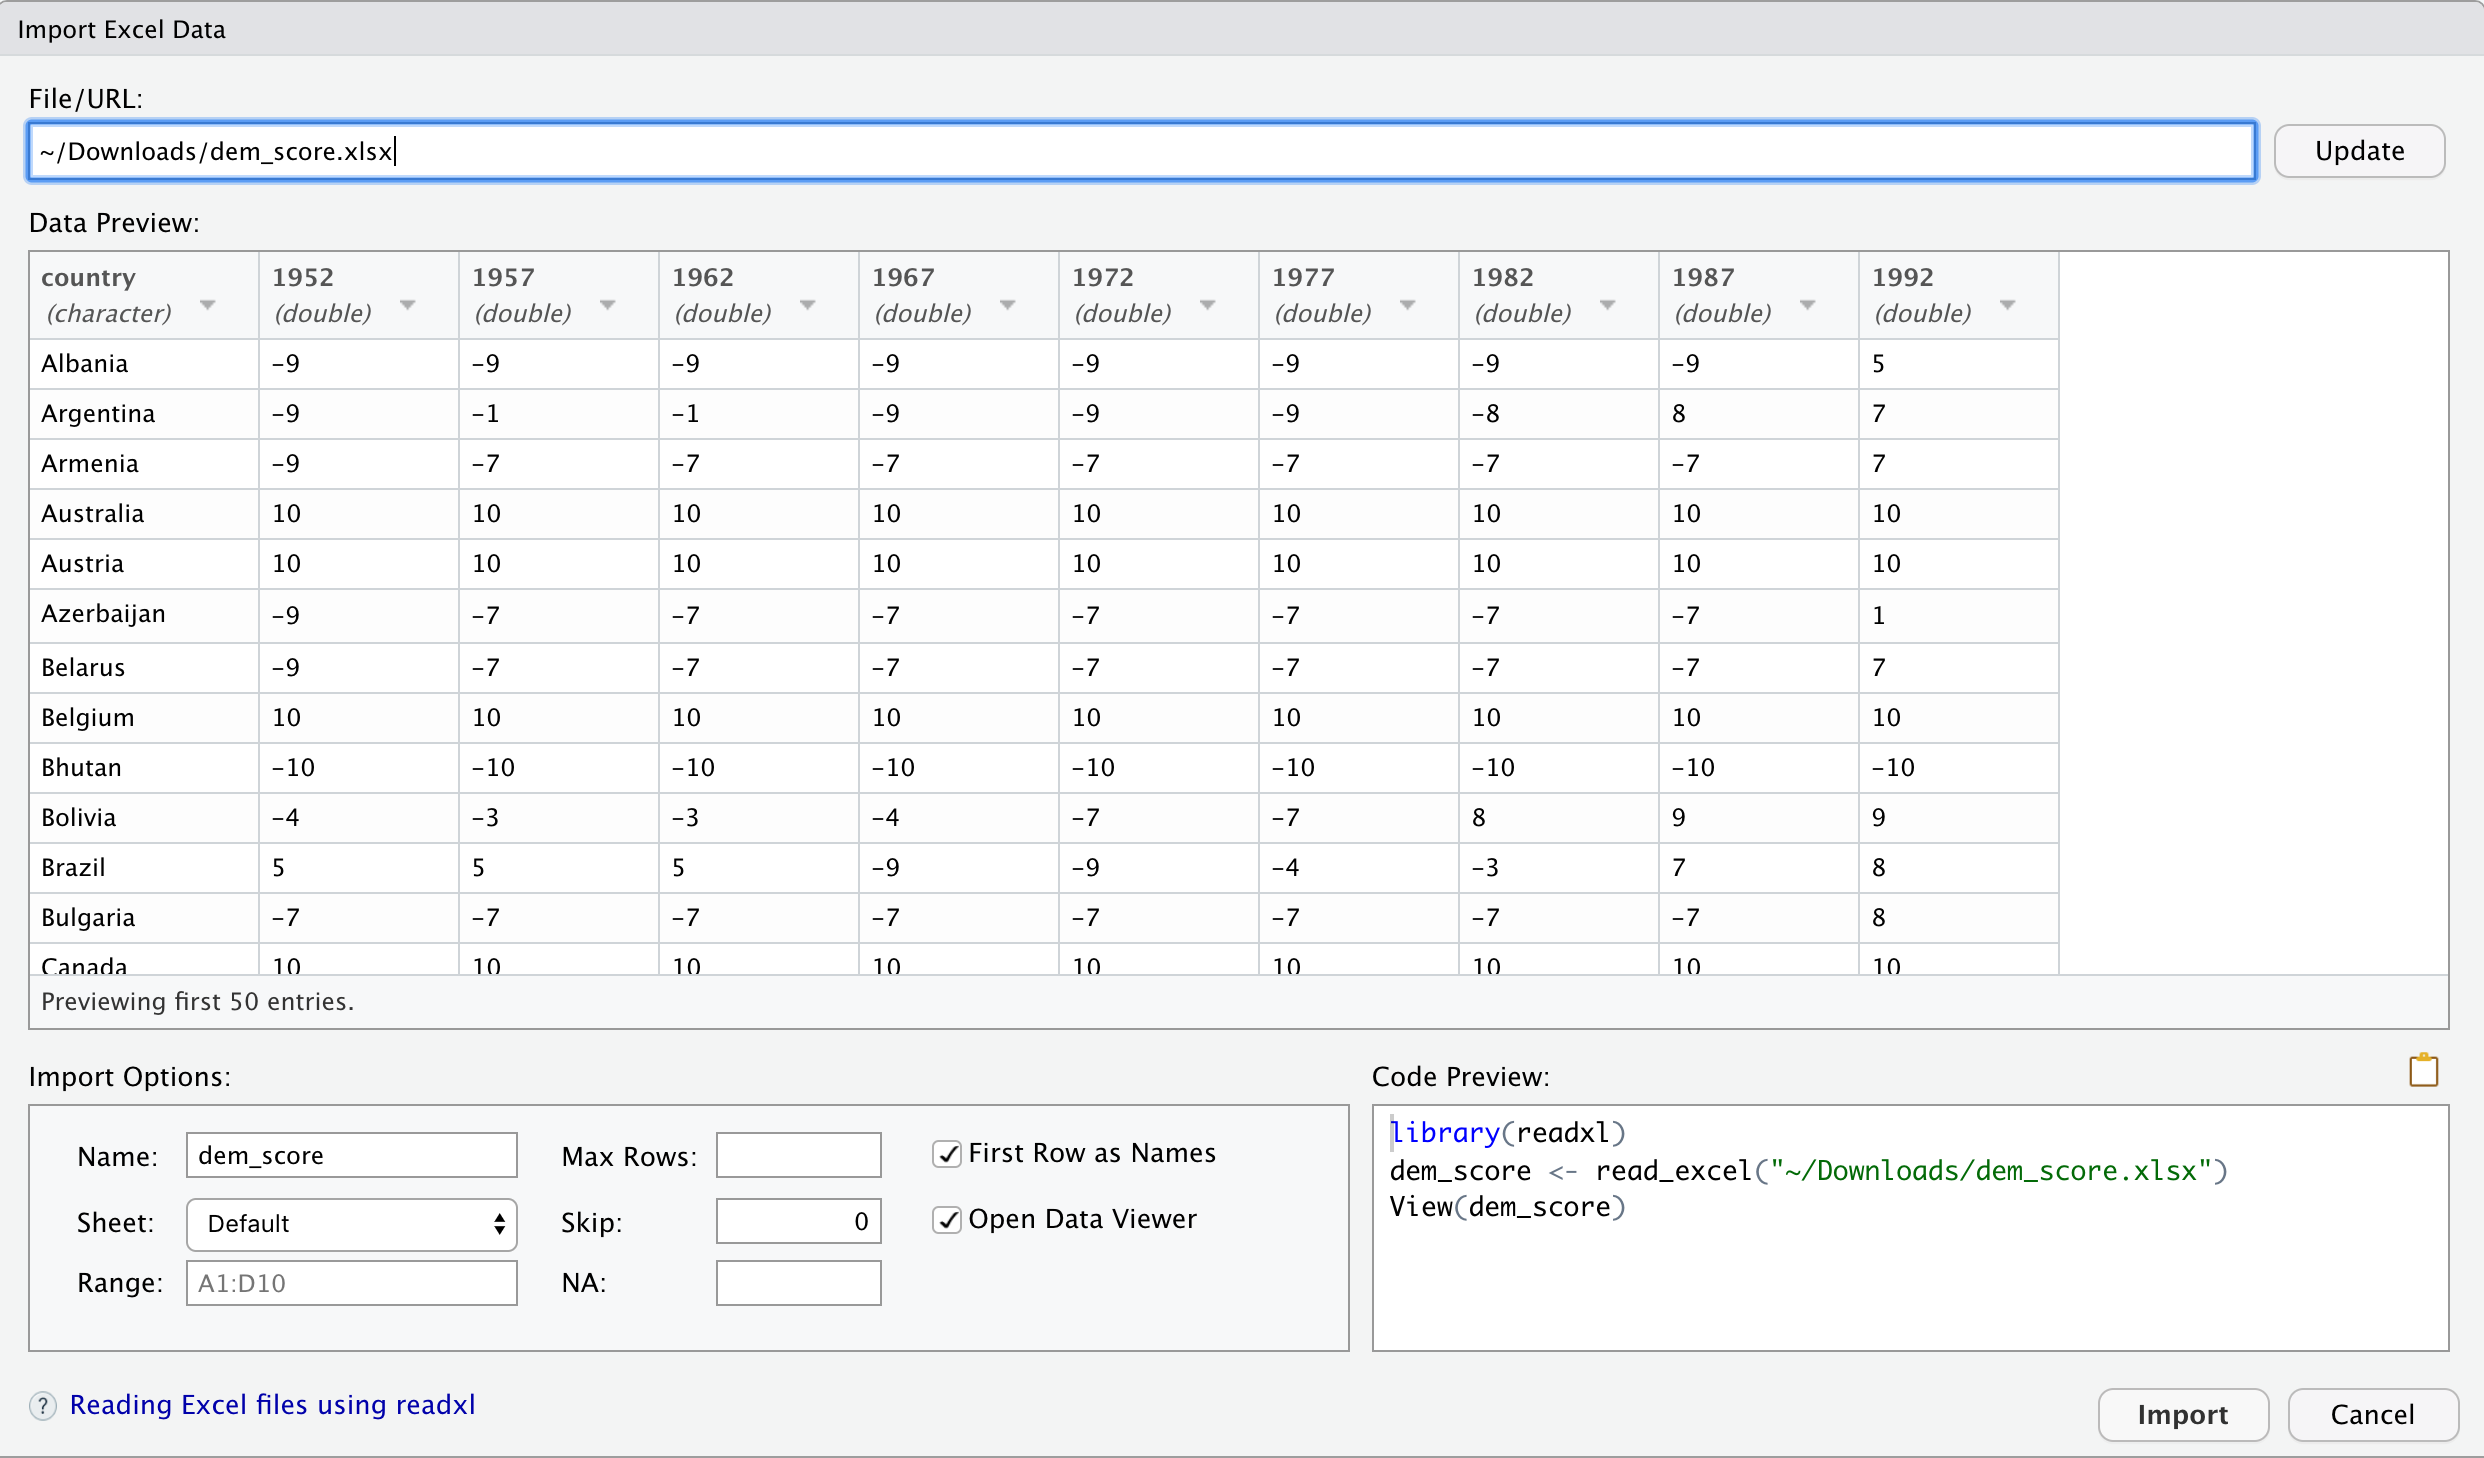 Import Excel Data
File/URL:
~/Downloads/dem_score.xlsx
Update
Data Preview:
country 1952 1957 1962 1967 1972 1977 1982 1987 1992
(character) (double) (double) (double) (double) (double) (double) (double) (double) (double)
Albania -9 -9 -9 -9 -9 -9 -9 -9 5
Argentina -9 -1 -1 -9 -9 -9 -8 8 7
Armenia -9 -7 -7 -7 -7 -7 -7 -7 7
Australia 10 10 10 10 10 10 10 10 10
Austria 10 10 10 10 10 10 10 10 10
Azerbaijan -9 -7 -7 -7 -7 -7 -7 -7 1
Belarus -9 -7 -7 -7 -7 -7 -7 -7 7
Belgium 10 10 10 10 10 10 10 10 10
Bhutan -10 -10 -10 -10 -10 -10 -10 -10 -10
Bolivia -4 -3 -3 -4 -7 -7 8 9 9
Brazil 5 5 5 -9 -9 -4 -3 7 8
Bulgaria -7 -7 -7 -7 -7 -7 -7 -7 8
Canada 10 10 10 10 10 10 10 10 10
Previewing first 50 entries.
Import Options:
Name: dem_score Max Rows: First Row as Names
Sheet: Default Skip: 0 Open Data Viewer
Range: A1:D10 NA:
Code Preview:
library(readxl)
dem_score <- read_excel("~/Downloads/dem_score.xlsx")
View(dem_score)
? Reading Excel files using readxl
Import
Cancel